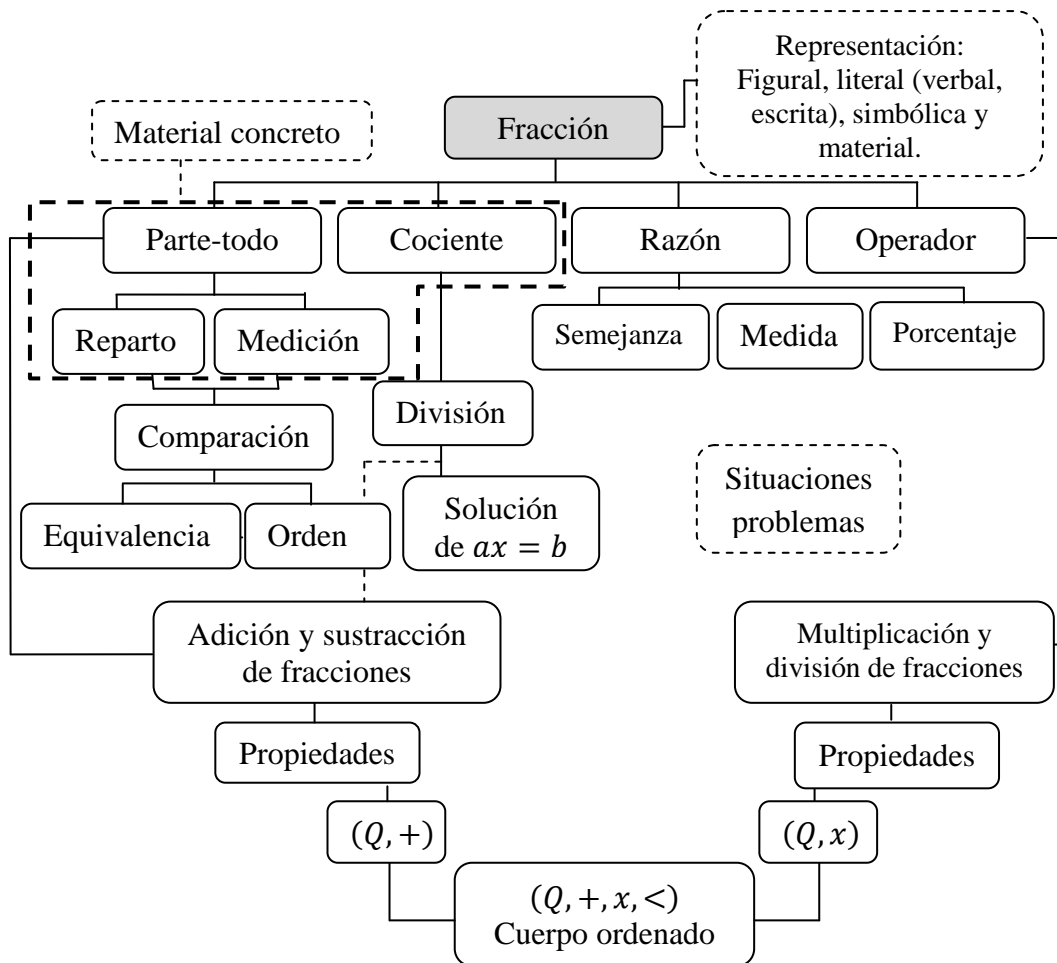 Representación:
Figural, literal (verbal,
escrita), simbólica y
material.
Fracción
Material concreto
Parte-todo
Cociente
Razón
Operador
Reparto
Medición
Semejanza
Medida
Porcentaje
División
Comparación
Situaciones
problemas
Solución
de 𝑎𝑥 = 𝑏
Equivalencia
Orden
Adición y sustracción
de fracciones
Multiplicación y
división de fracciones
Propiedades
Propiedades
(𝑄, +)
(𝑄, 𝑥)
(𝑄, +, 𝑥, <)
Cuerpo ordenado